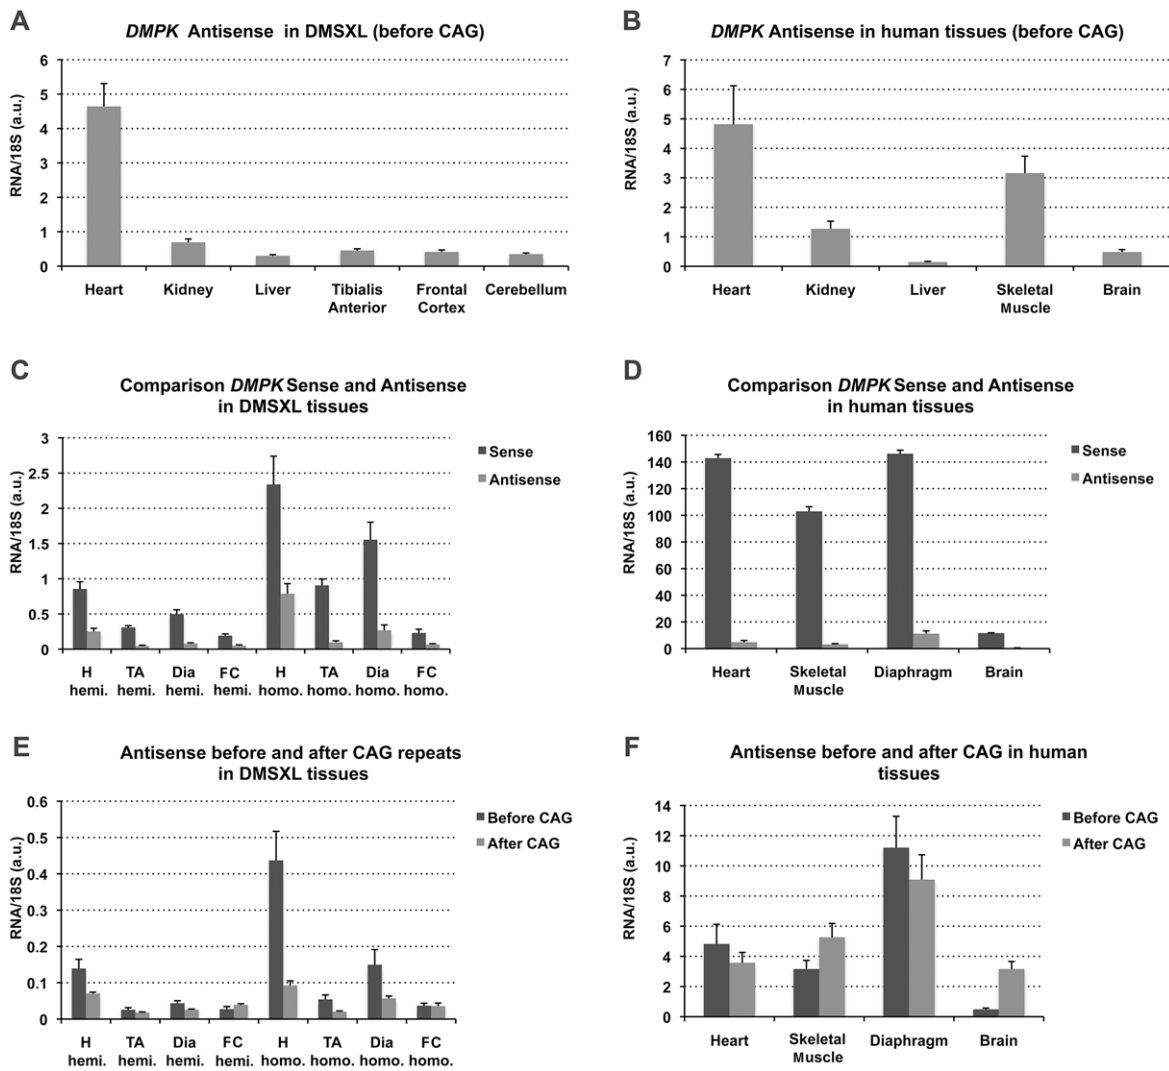 A
DMPK Antisense in DMSXL (before CAG)
RNA/18S (a.u.)
6
5
4
3
2
1
0
Heart Kidney Liver Tibialis Frontal Cerebellum
Anterior Cortex
B
DMPK Antisense in human tissues (before CAG)
RNA/18S (a.u.)
7
6
5
4
3
2
1
0
Heart Kidney Liver Skeletal Brain
Muscle
C
Comparison DMPK Sense and Antisense
in DMSXL tissues
RNA/18S (a.u.)
3
2.5
2
1.5
1
0.5
0
Sense
Antisense
H TA Dia FC H TA Dia FC
hemi. hemi. hemi. hemi. homo. homo. homo. homo.
D
Comparison DMPK Sense and Antisense
in human tissues
RNA/18S (a.u.)
160
140
120
100
80
60
40
20
0
Sense
Antisense
Heart Skeletal Diaphragm Brain
Muscle
E
Antisense before and after CAG repeats
in DMSXL tissues
RNA/18S (a.u.)
0.6
0.5
0.4
0.3
0.2
0.1
0
Before CAG
After CAG
H TA Dia FC H TA Dia FC
hemi. hemi. hemi. hemi. homo. homo. homo. homo.
F
Antisense before and after CAG in human
tissues
RNA/18S (a.u.)
14
12
10
8
6
4
2
0
Before CAG
After CAG
Heart Skeletal Diaphragm Brain
Muscle